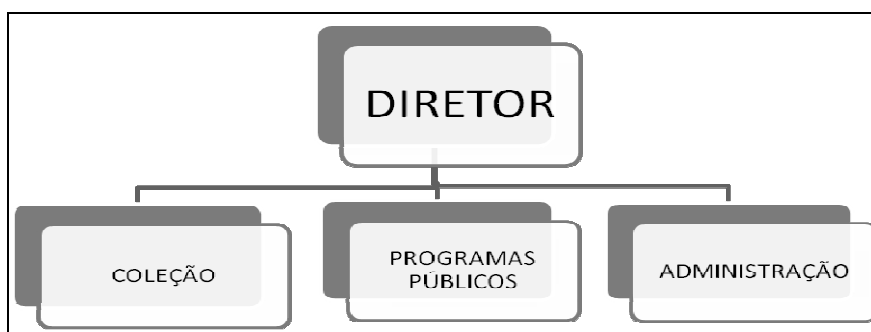 DIRETOR
COLEÇÃO
PROGRAMAS
PÚBLICOS
ADMINISTRAÇÃO